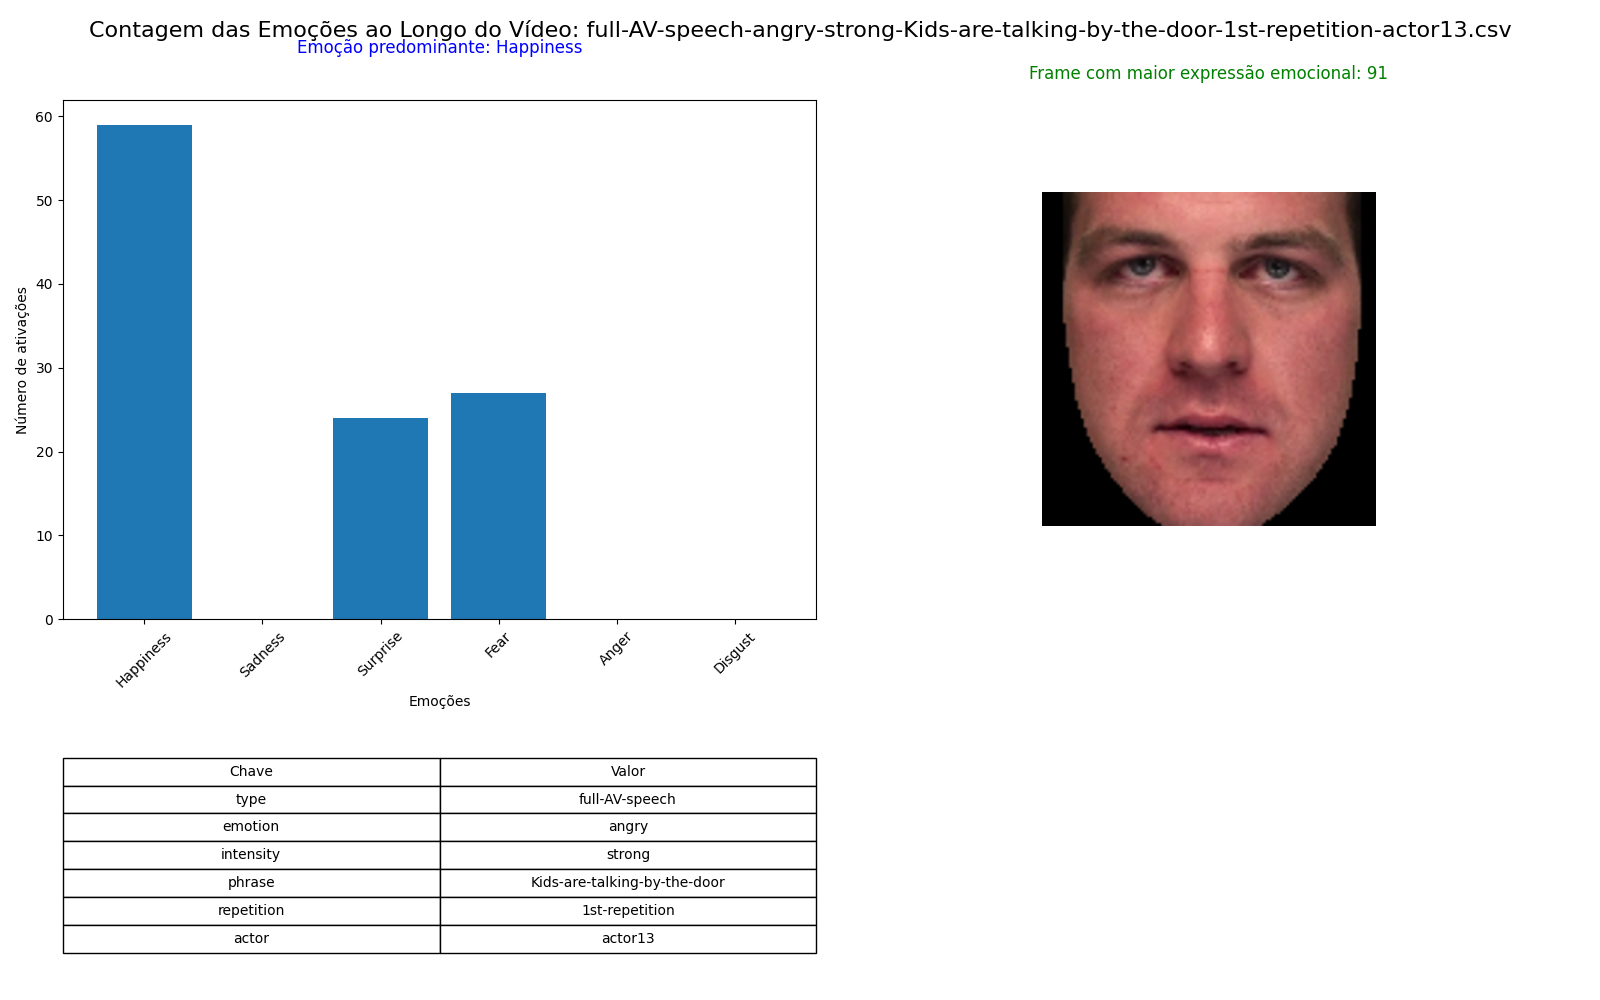 Contagem das Emoções ao Longo do Vídeo: full-AV-speech-angry-strong-Kids-are-talking-by-the-door-1st-repetition-actor13.csv
Emoção predominante: Happiness
Frame com maior expressão emocional: 91
Número de ativações
60
50
40
30
20
10
0
Happiness
Sadness
Surprise
Fear
Anger
Disgust
Emoções
Chave Valor
type full-AV-speech
emotion angry
intensity strong
phrase Kids-are-talking-by-the-door
repetition 1st-repetition
actor actor13